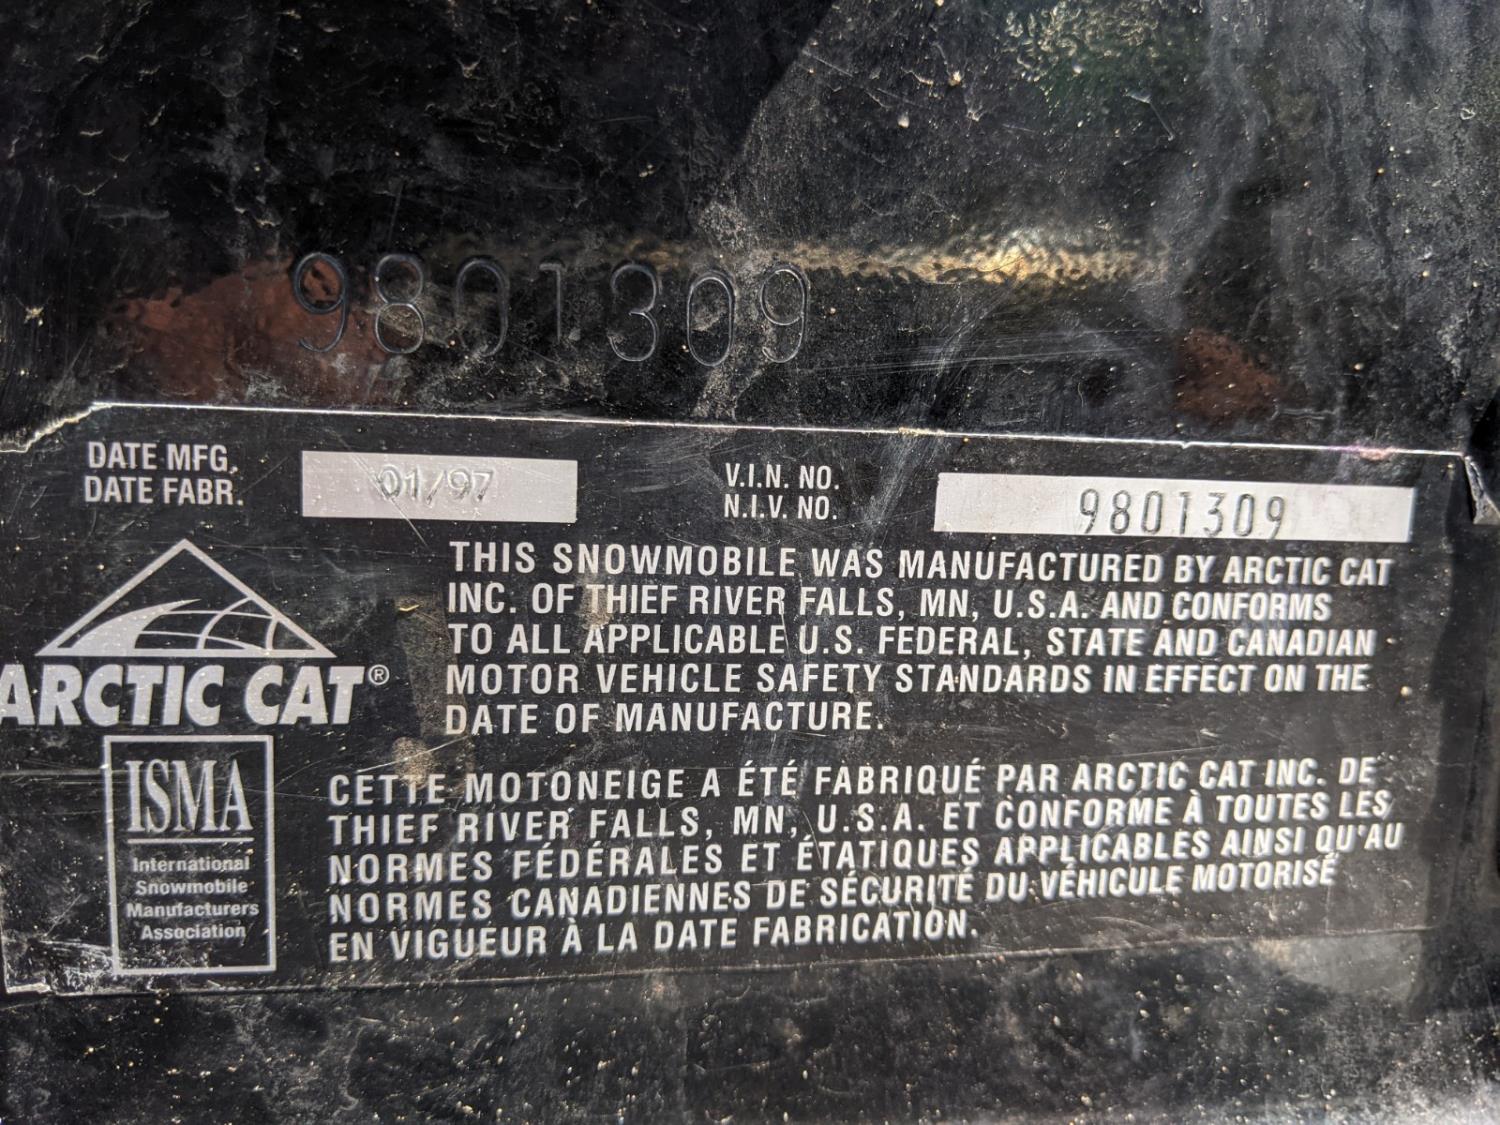 9801309
DATE MFG.
DATE FABR.
01/97
V.I.N. NO.
N.I.V. NO.
9801309
ARCTIC CAT®
THIS SNOWMOBILE WAS MANUFACTURED BY ARCTIC CAT
INC. OF THIEF RIVER FALLS, MN, U.S.A. AND CONFORMS
TO ALL APPLICABLE U.S. FEDERAL, STATE AND CANADIAN
MOTOR VEHICLE SAFETY STANDARDS IN EFFECT ON THE
DATE OF MANUFACTURE.
ISMA
International
Snowmobile
Manufacturers
Association
CETTE MOTONEIGE A ÉTÉ FABRIQUÉ PAR ARCTIC CAT INC. DE
THIEF RIVER FALLS, MN, U.S.A. ET CONFORME À TOUTES LES
NORMES FÉDÉRALES ET ÉTATIQUES APPLICABLES AINSI QU'AU
NORMES CANADIENNES DE SÉCURITÉ DU VÉHICULE MOTORISÉ
EN VIGUEUR À LA DATE FABRICATION.